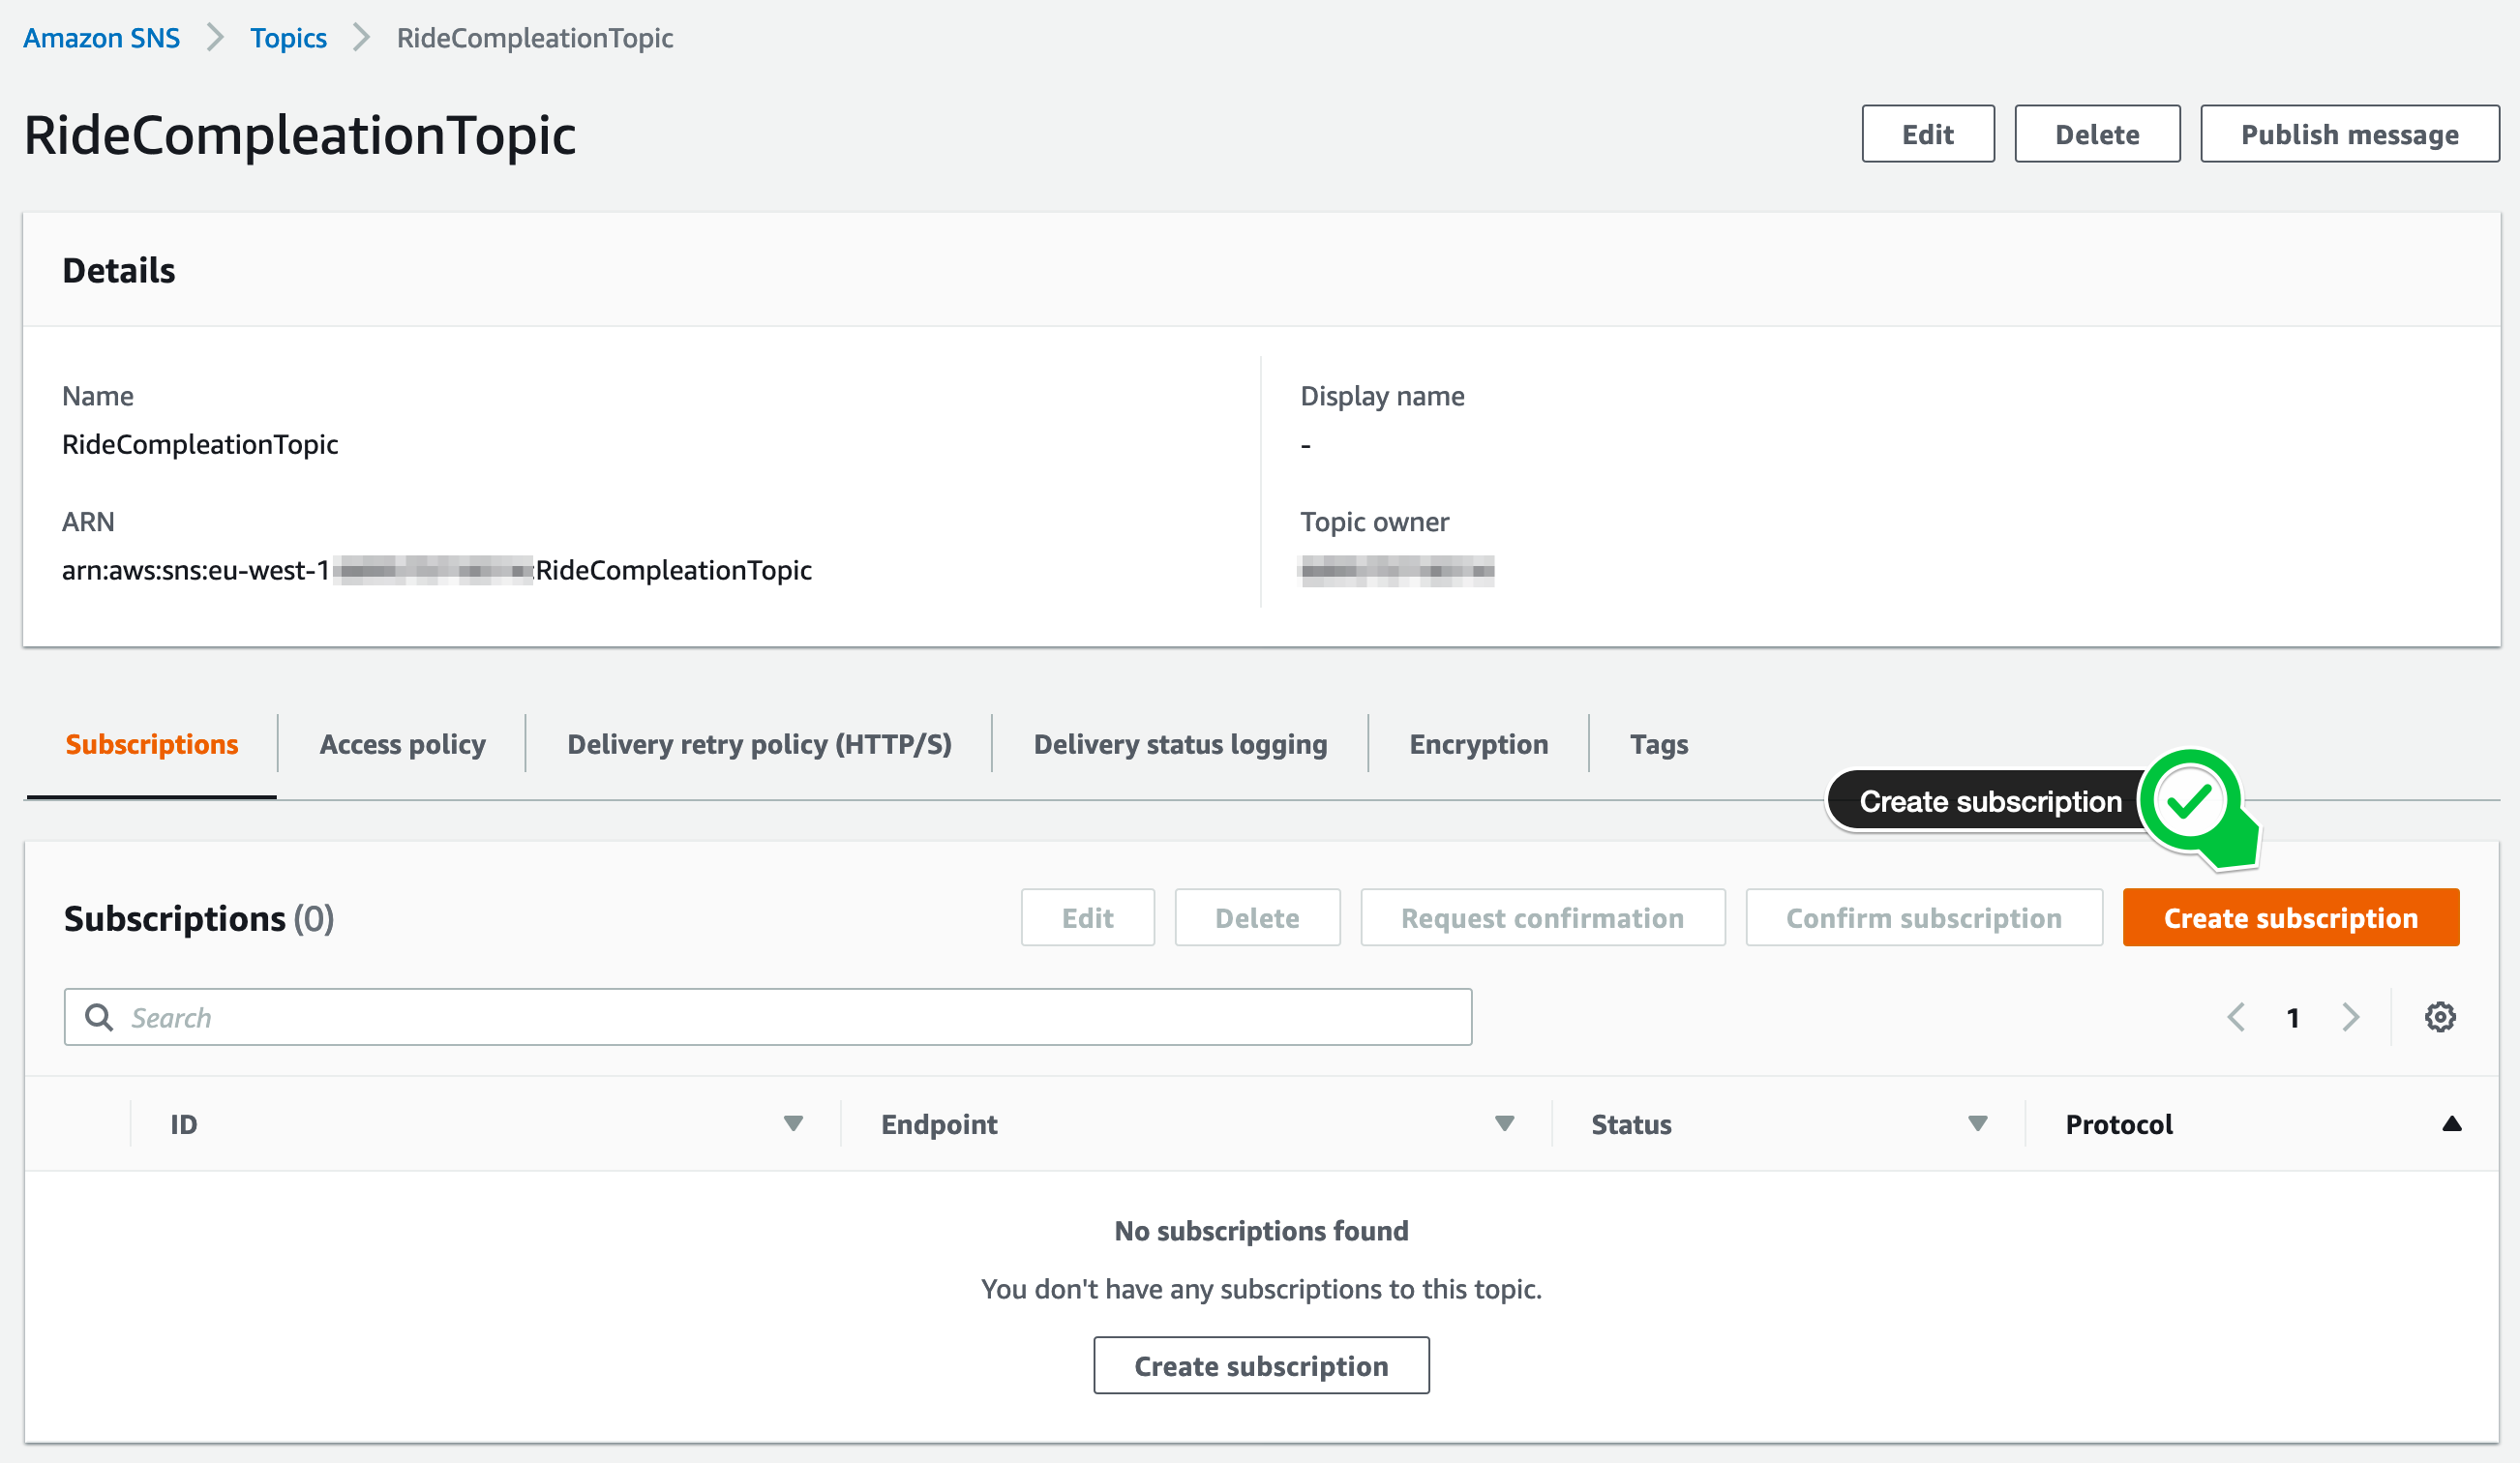 Amazon SNS > Topics > RideCompleationTopic
RideCompleationTopic
Edit Delete Publish message
Details
Name
RideCompleationTopic
Display name
-
ARN
arn:aws:sns:eu-west-1 :RideCompleationTopic
Topic owner
Subscriptions Access policy Delivery retry policy (HTTP/S) Delivery status logging Encryption Tags
Create subscription
Subscriptions (0) Edit Delete Request confirmation Confirm subscription Create subscription
Search 1
ID Endpoint Status Protocol
No subscriptions found
You don't have any subscriptions to this topic.
Create subscription